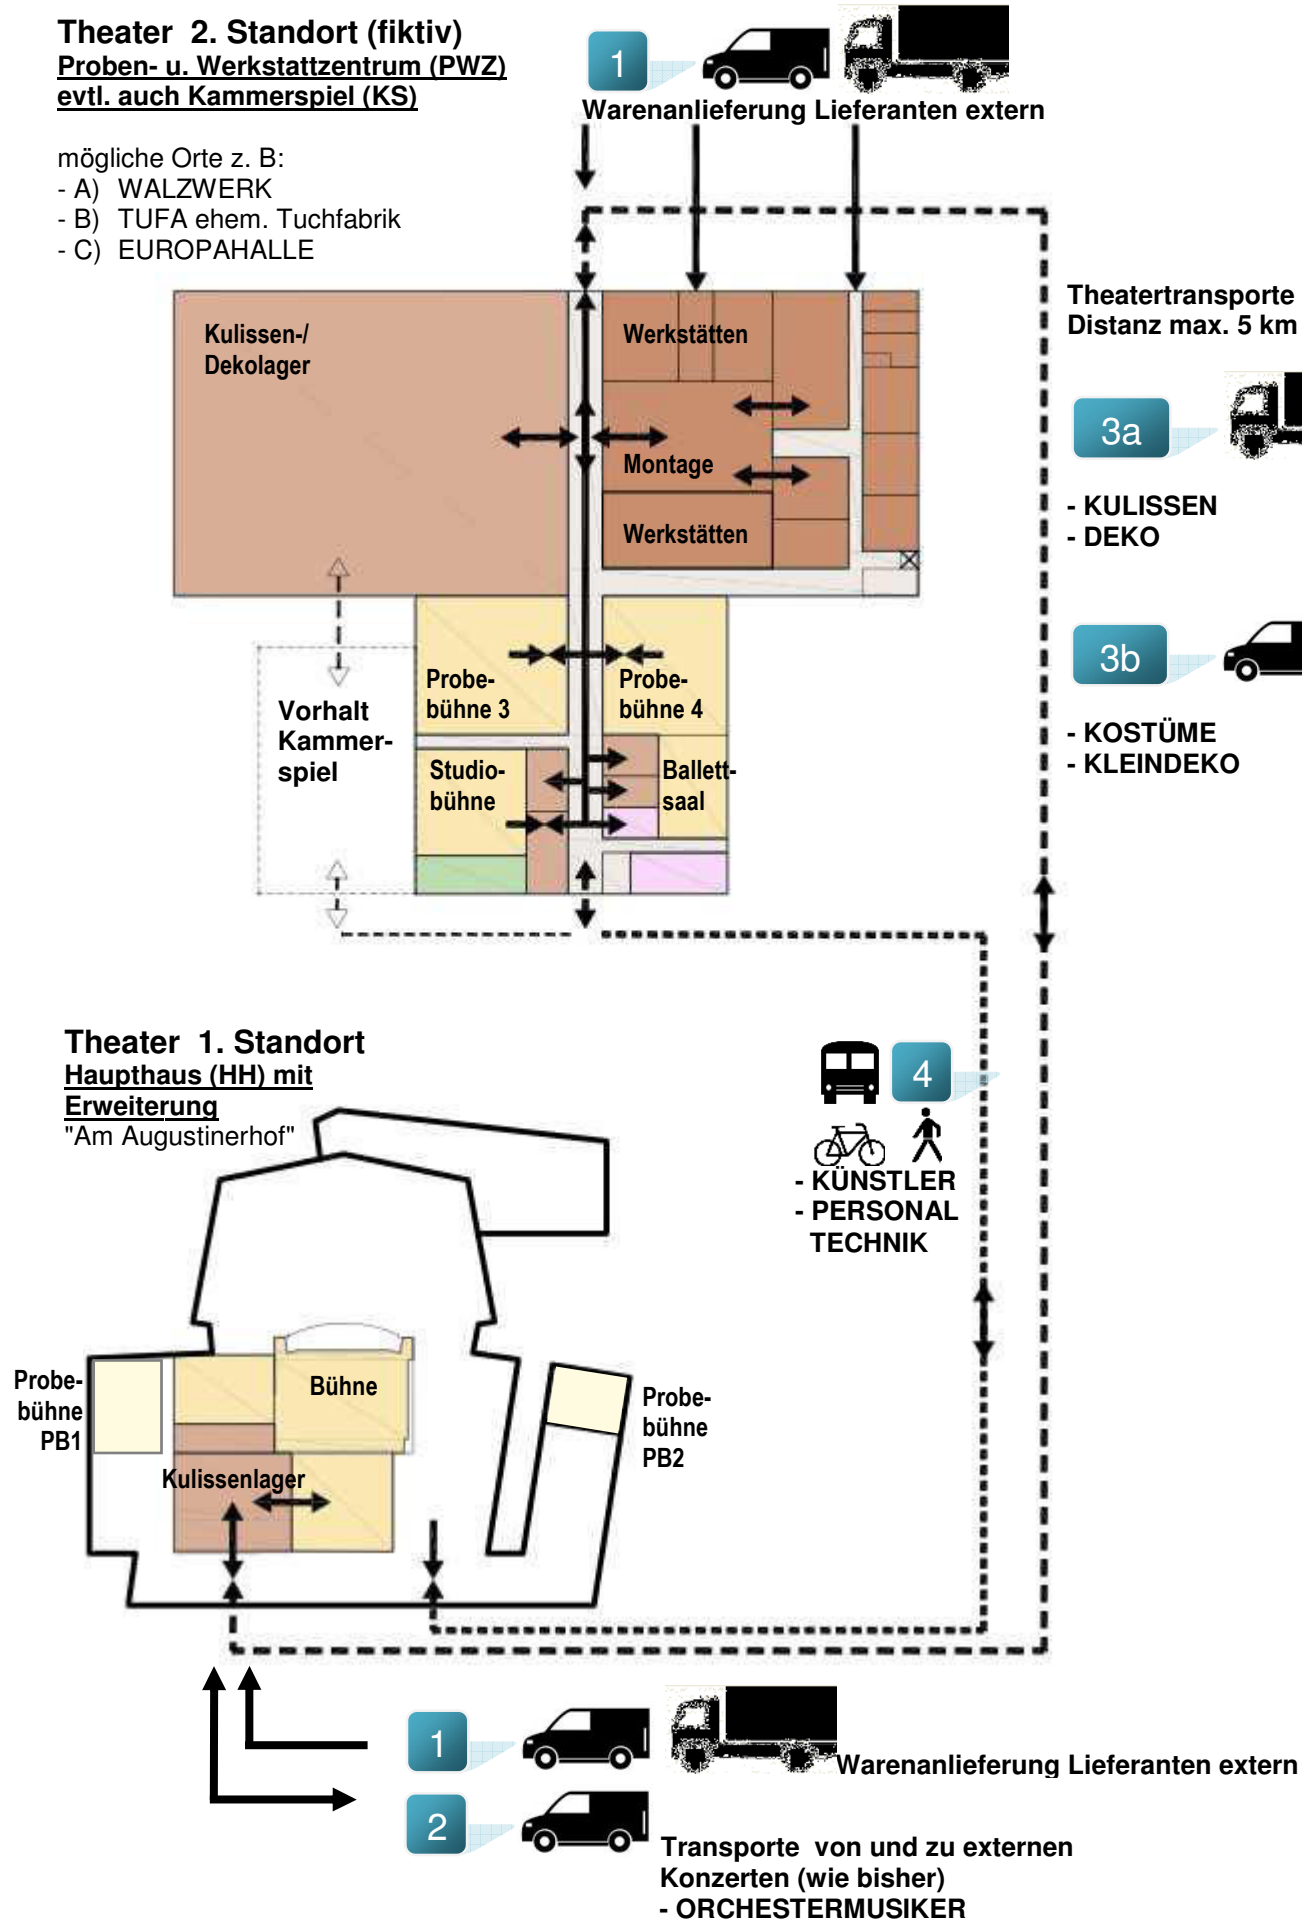 Theater 2. Standort (fiktiv)
Proben- u. Werkstattzentrum (PWZ)
evtl. auch Kammerspiel (KS)
mögliche Orte z. B:
- A) WALZWERK
- B) TUFA ehem. Tuchfabrik
- C) EUROPAHALLE
1
Warenanlieferung Lieferanten extern
Theatertransporte
Distanz max. 5 km
3a
- KULISSEN
- DEKO
3b
- KOSTÜME
- KLEINDEKO
Kulissen-/
Dekolager
Werkstätten
Montage
Werkstätten
Probe-
bühne 3
Probe-
bühne 4
Vorhalt
Kammer-
spiel
Studio-
bühne
Ballett-
saal
Theater 1. Standort
Haupthaus (HH) mit
Erweiterung
"Am Augustinerhof"
4
- KÜNSTLER
- PERSONAL
TECHNIK
Probe-
bühne
PB1
Bühne
Kulissenlager
Probe-
bühne
PB2
1
Warenanlieferung Lieferanten extern
2
Transporte von und zu externen
Konzerten (wie bisher)
- ORCHESTERMUSIKER